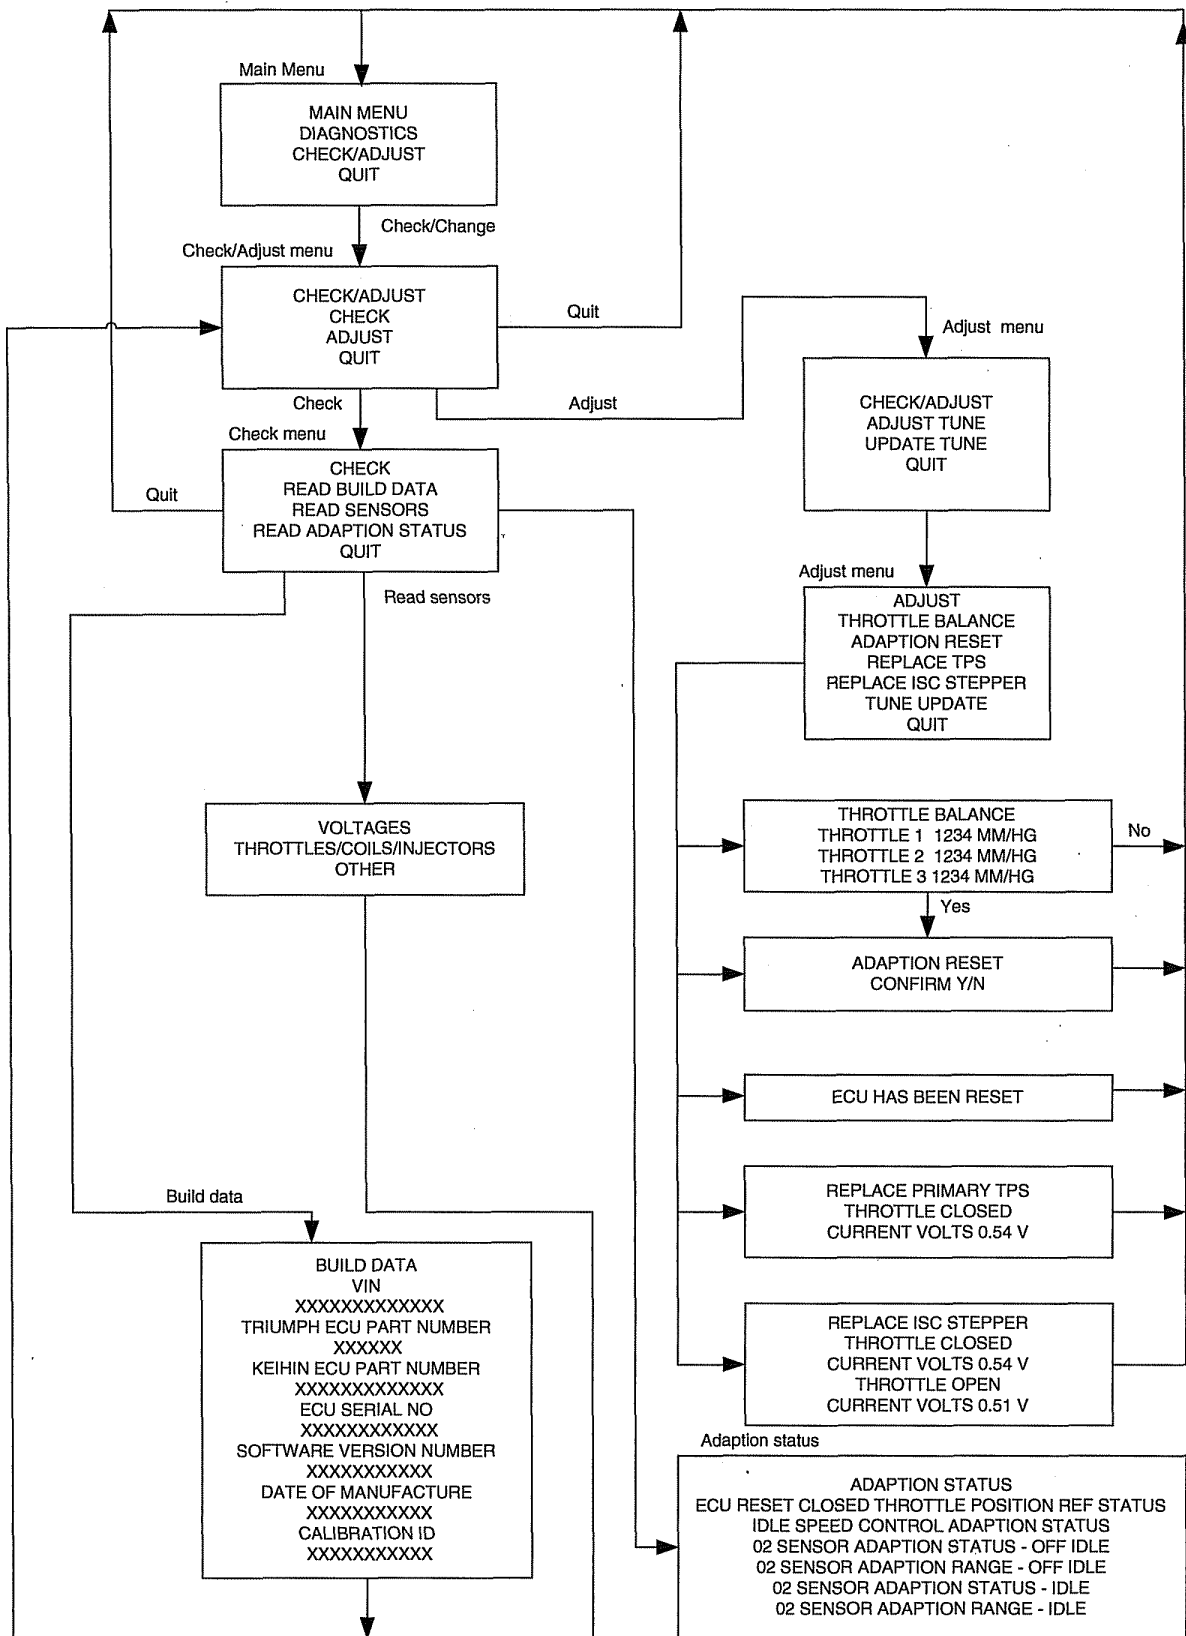 Main Menu
MAIN MENU
DIAGNOSTICS
CHECK/ADJUST
QUIT
Check/Change
Check/Adjust menu
CHECK/ADJUST
CHECK
ADJUST
QUIT
Quit
Adjust menu
CHECK/ADJUST
ADJUST TUNE
UPDATE TUNE
QUIT
Check
Adjust
Check menu
CHECK
READ BUILD DATA
READ SENSORS
READ ADAPTION STATUS
QUIT
Quit
Read sensors
Adjust menu
ADJUST
THROTTLE BALANCE
ADAPTION RESET
REPLACE TPS
REPLACE ISC STEPPER
TUNE UPDATE
QUIT
VOLTAGES
THROTTLES/COILS/INJECTORS
OTHER
THROTTLE BALANCE
THROTTLE 1 1234 MM/HG
THROTTLE 2 1234 MM/HG
THROTTLE 3 1234 MM/HG
No
Yes
ADAPTION RESET
CONFIRM Y/N
ECU HAS BEEN RESET
REPLACE PRIMARY TPS
THROTTLE CLOSED
CURRENT VOLTS 0.54 V
Build data
BUILD DATA
VIN
XXXXXXXXXXXXX
TRIUMPH ECU PART NUMBER
XXXXXX
KEIHIN ECU PART NUMBER
XXXXXXXXXXXXX
ECU SERIAL NO
XXXXXXXXXXXX
SOFTWARE VERSION NUMBER
XXXXXXXXXXX
DATE OF MANUFACTURE
XXXXXXXXXXX
CALIBRATION ID
XXXXXXXXXXX
REPLACE ISC STEPPER
THROTTLE CLOSED
CURRENT VOLTS 0.54 V
THROTTLE OPEN
CURRENT VOLTS 0.51 V
Adaption status
ADAPTION STATUS
ECU RESET CLOSED THROTTLE POSITION REF STATUS
IDLE SPEED CONTROL ADAPTION STATUS
02 SENSOR ADAPTION STATUS - OFF IDLE
02 SENSOR ADAPTION RANGE - OFF IDLE
02 SENSOR ADAPTION STATUS - IDLE
02 SENSOR ADAPTION RANGE - IDLE